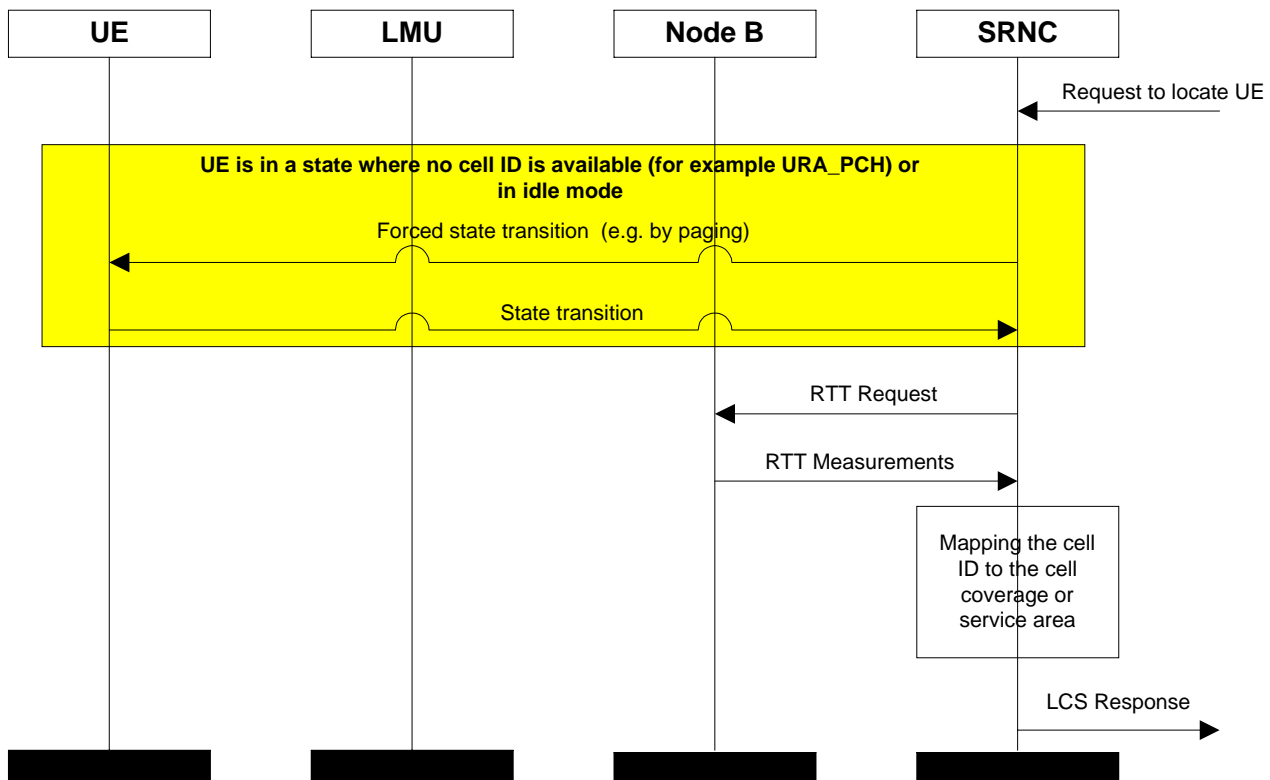 UE
LMU
Node B
SRNC
Request to locate UE
UE is in a state where no cell ID is available (for example URA_PCH) or
in idle mode
Forced state transition (e.g. by paging)
State transition
RTT Request
RTT Measurements
Mapping the cell
ID to the cell
coverage or
service area
LCS Response